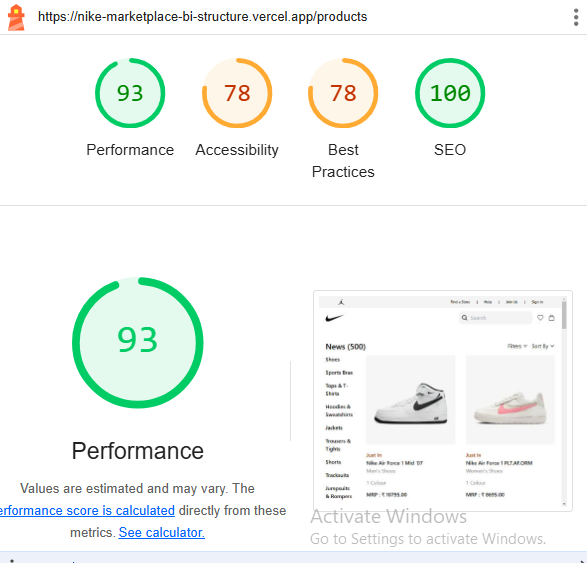 https://nike-marketplace-bi-structure.vercel.app/products
93
78
78
100
Performance
Accessibility
Best
Practices
SEO
93
Performance
Values are estimated and may vary. The
erformance score is calculated directly from these
metrics. See calculator.
Find a Store | Help | Join Us | Sign In
Search
News (500)
Filters
Sort By
Shoes
Sports Bras
Tops & T-
Shirts
Hoodies &
Sweatshirts
Jackets
Trousers &
Tights
Shorts
Tracksuits
Jumpsuits
& Rompers
Just In
Nike Air Force 1 Mid '07
Men's Shoes
1 Colour
MRP : ₹ 10795.00
Just In
Nike Air Force 1 PLT.AF.ORM
Women's Shoes
1 Colour
MRP : ₹ 8695.00
Activate Windows
Go to Settings to activate Windows.